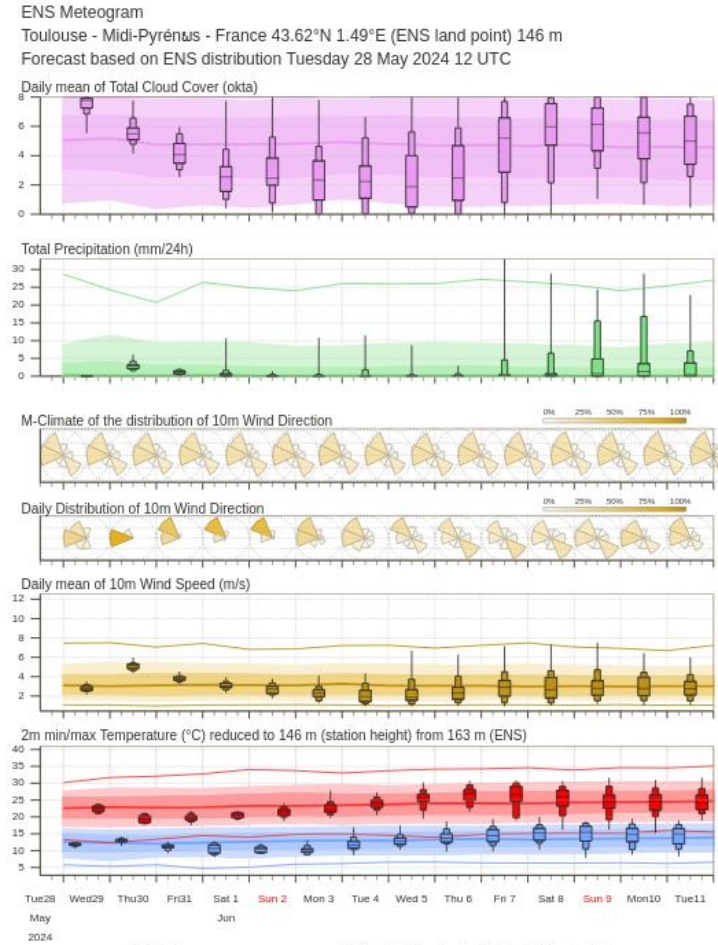 ENS Meteogram
Toulouse - Midi-Pyrénws - France 43.62°N 1.49°E (ENS land point) 146 m
Forecast based on ENS distribution Tuesday 28 May 2024 12 UTC
Daily mean of Total Cloud Cover (okta)
8
6
4
2
0
Total Precipitation (mm/24h)
30
25
20
15
10
5
0
M-Climate of the distribution of 10m Wind Direction
0% 25% 50% 75% 100%
Daily Distribution of 10m Wind Direction
0% 25% 50% 75% 100%
Daily mean of 10m Wind Speed (m/s)
12
10
8
6
4
2
2m min/max Temperature (°C) reduced to 146 m (station height) from 163 m (ENS)
40
35
30
25
20
15
10
5
Tue28 Wed29 Thu30 Fri31 Sat 1 Sun 2 Mon 3 Tue 4 Wed 5 Thu 6 Fri 7 Sat 8 Sun 9 Mon10 Tue11
May Jun
2024